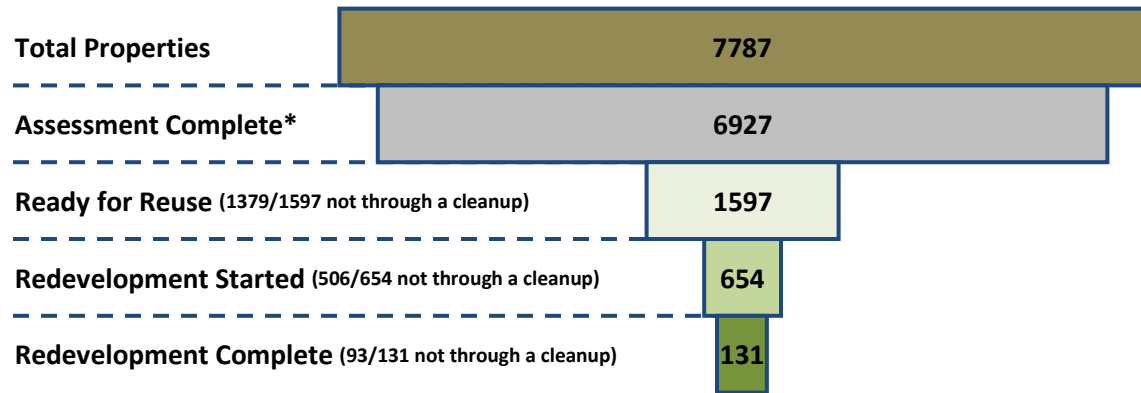 Total Properties 7787
Assessment Complete* 6927
Ready for Reuse (1379/1597 not through a cleanup) 1597
Redevelopment Started (506/654 not through a cleanup) 654
Redevelopment Complete (93/131 not through a cleanup) 131